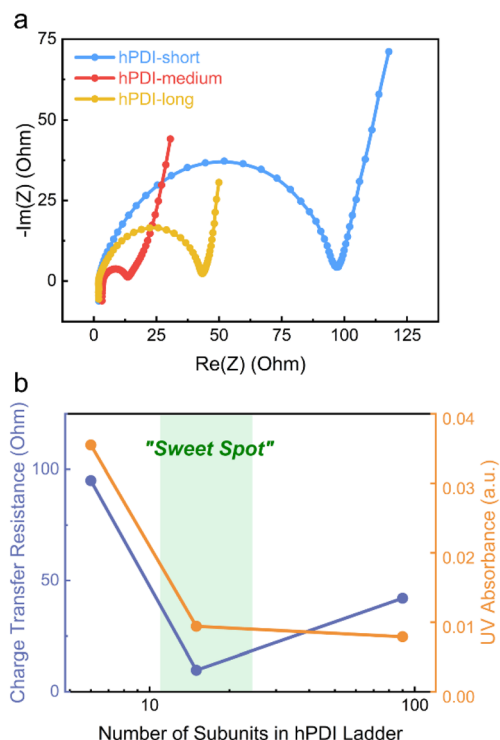 a
75
50
25
0
-Im(Z) (Ohm)
hPDI-short
hPDI-medium
hPDI-long
0 25 50 75 100 125
Re(Z) (Ohm)
b
"Sweet Spot"
100
50
0
Charge Transfer Resistance (Ohm)
0.04
0.03
0.02
0.01
0.00
UV Absorbance (a.u.)
10 100
Number of Subunits in hPDI Ladder